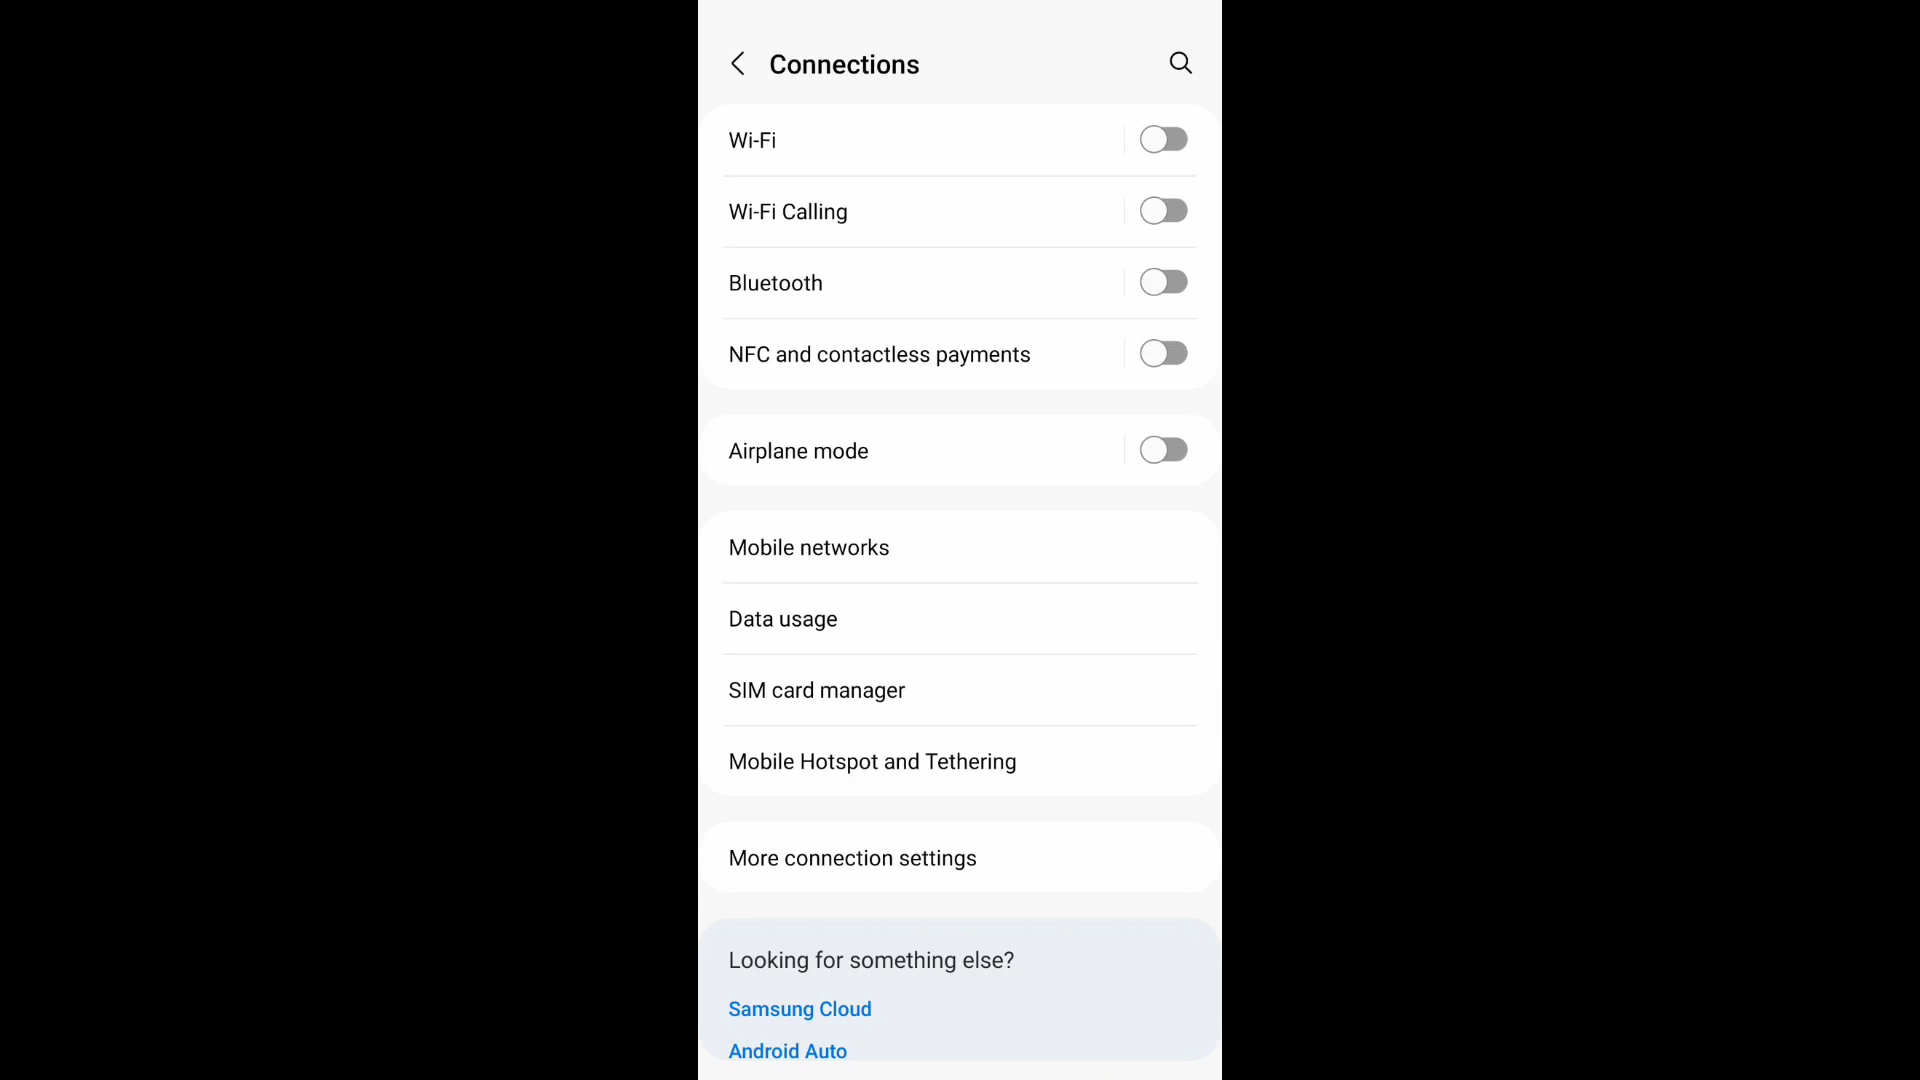 Connections
Wi-Fi
Wi-Fi Calling
Bluetooth
NFC and contactless payments
Airplane mode
Mobile networks
Data usage
SIM card manager
Mobile Hotspot and Tethering
More connection settings
Looking for something else?
Samsung Cloud
Android Auto